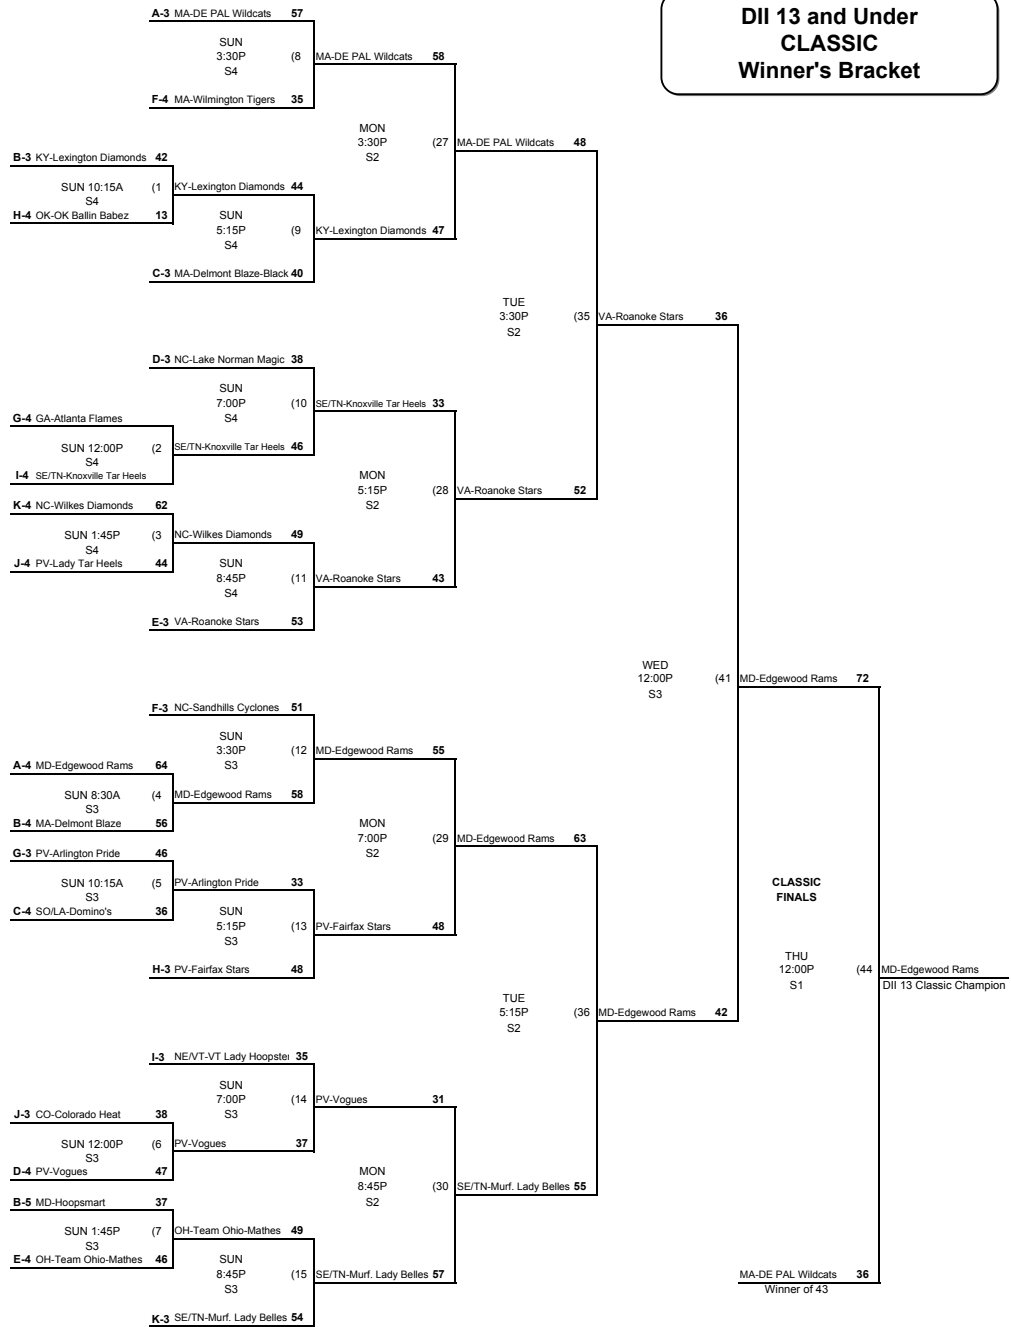 DII 13 and Under
CLASSIC
Winner's Bracket
A-3 MA-DE PAL Wildcats 57
SUN
3:30P (8 MA-DE PAL Wildcats 58
S4
F-4 MA-Wilmington Tigers 35
MON
3:30P (27 MA-DE PAL Wildcats 48
S2
B-3 KY-Lexington Diamonds 42
SUN 10:15A (1 KY-Lexington Diamonds 44
S4
H-4 OK-OK Ballin Babez 13
SUN
5:15P (9 KY-Lexington Diamonds 47
S4
C-3 MA-Delmont Blaze-Black 40
TUE
3:30P (35 VA-Roanoke Stars 36
S2
D-3 NC-Lake Norman Magic 38
SUN
7:00P (10 SE/TN-Knoxville Tar Heels 33
S4
G-4 GA-Atlanta Flames
SUN 12:00P (2 SE/TN-Knoxville Tar Heels 46
S4
I-4 SE/TN-Knoxville Tar Heels
MON
5:15P (28 VA-Roanoke Stars 52
S2
K-4 NC-Wilkes Diamonds 62
SUN 1:45P (3 NC-Wilkes Diamonds 49
S4
J-4 PV-Lady Tar Heels 44
SUN
8:45P (11 VA-Roanoke Stars 43
S4
E-3 VA-Roanoke Stars 53
WED
12:00P (41 MD-Edgewood Rams 72
S3
F-3 NC-Sandhills Cyclones 51
SUN
3:30P (12 MD-Edgewood Rams 55
S3
A-4 MD-Edgewood Rams 64
SUN 8:30A (4 MD-Edgewood Rams 58
S3
B-4 MA-Delmont Blaze 56
MON
7:00P (29 MD-Edgewood Rams 63
S2
G-3 PV-Arlington Pride 46
SUN 10:15A (5 PV-Arlington Pride 33
S3
C-4 SO/LA-Domino's 36
CLASSIC
FINALS
SUN
5:15P (13 PV-Fairfax Stars 48
S3
H-3 PV-Fairfax Stars 48
THU
12:00P (44 MD-Edgewood Rams
S1 DII 13 Classic Champion
TUE
5:15P (36 MD-Edgewood Rams 42
S2
I-3 NE/VT-VT Lady Hoopster 35
SUN
7:00P (14 PV-Vogues 31
S3
J-3 CO-Colorado Heat 38
SUN 12:00P (6 PV-Vogues 37
S3
D-4 PV-Vogues 47
MON
8:45P (30 SE/TN-Murf. Lady Belles 55
S2
B-5 MD-Hoopsmart 37
SUN 1:45P (7 OH-Team Ohio-Mathes 49
S3
E-4 OH-Team Ohio-Mathes 46
SUN
8:45P (15 SE/TN-Murf. Lady Belles 57
S3
K-3 SE/TN-Murf. Lady Belles 54
MA-DE PAL Wildcats 36
Winner of 43